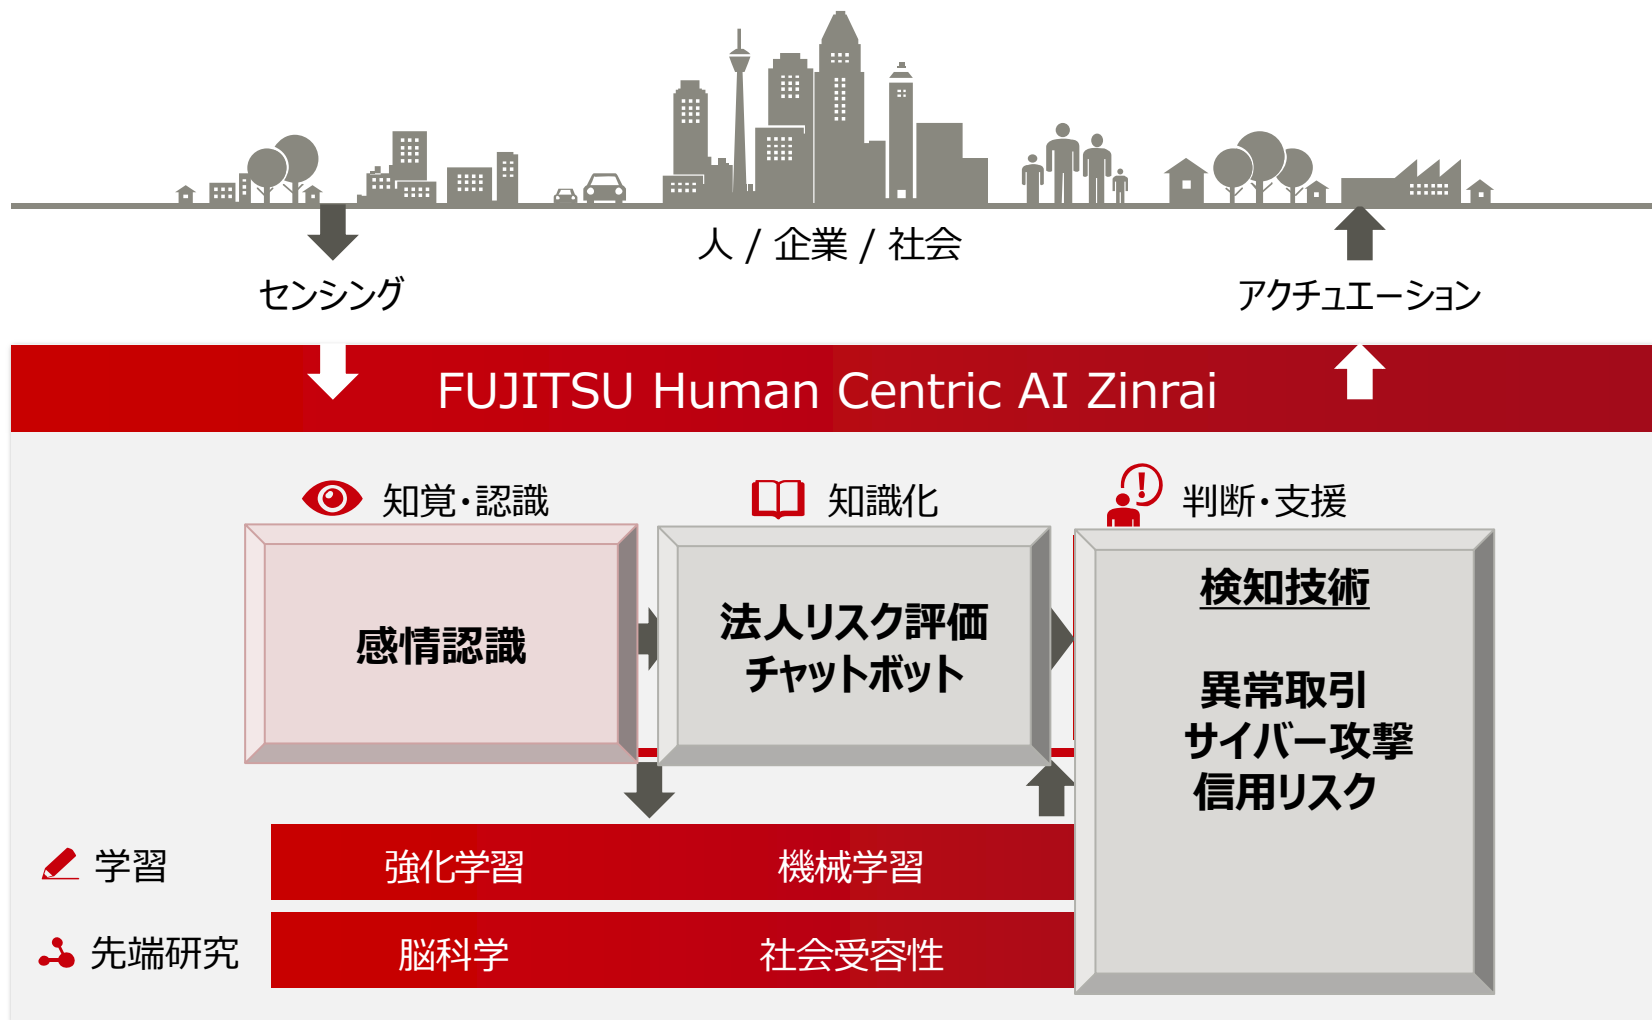 人 / 企業 / 社会
センシング
アクチュエーション
FUJITSU Human Centric AI Zinrai
知覚・認識
知識化
判断・支援
感情認識
法人リスク評価
チャットボット
検知技術
異常取引
サイバー攻撃
信用リスク
学習
強化学習
機械学習
先端研究
脳科学
社会受容性